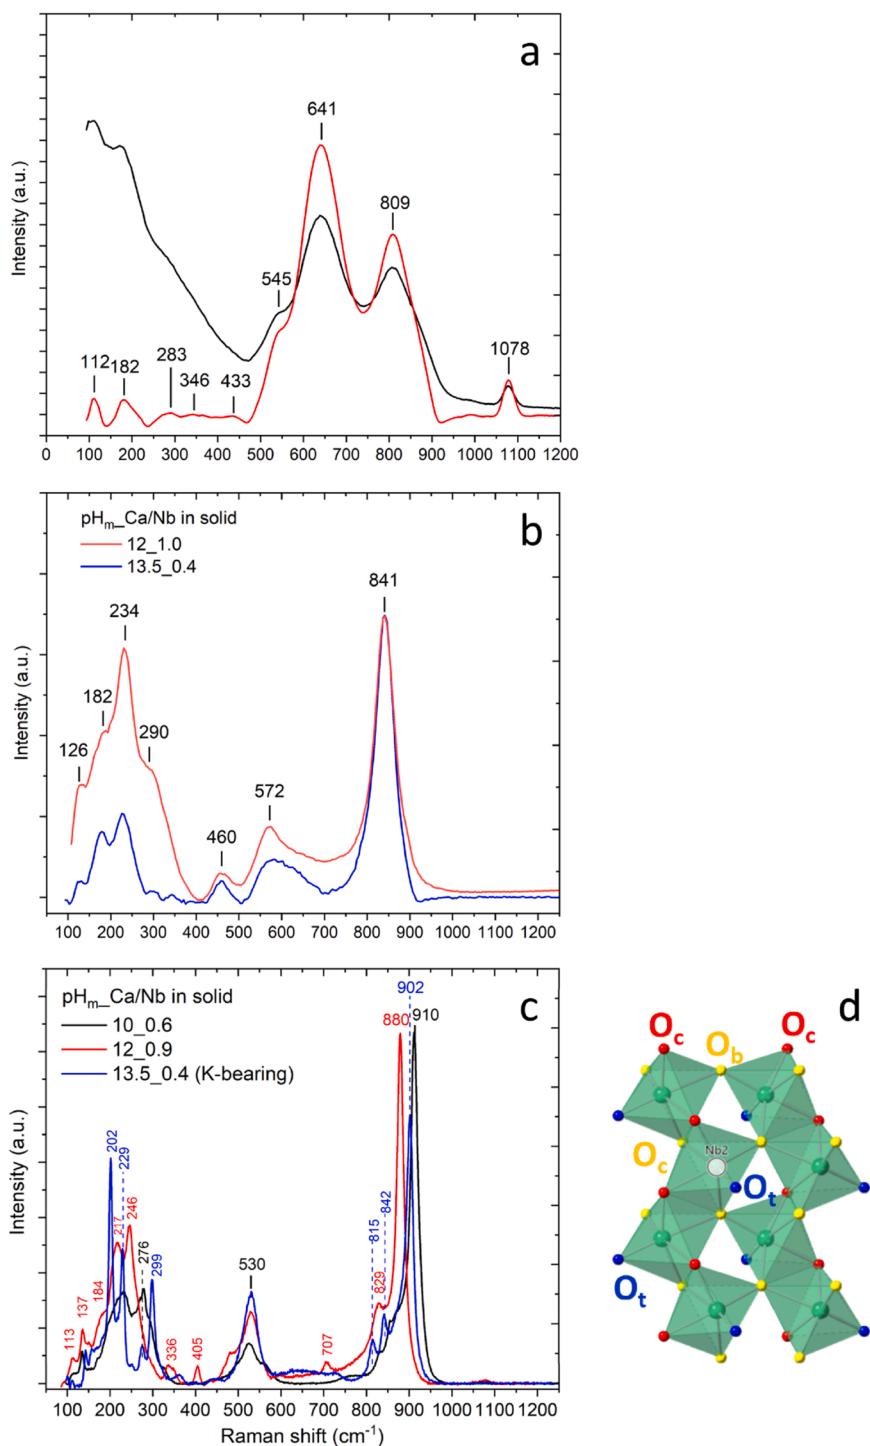 a
641
809
545
1078
283
112
182
346
433
Intensity (a.u.)
0 100 200 300 400 500 600 700 800 900 1000 1100 1200
b
pHm_Ca/Nb in solid
12_1.0
13.5_0.4
841
234
182
290
126
572
460
Intensity (a.u.)
100 200 300 400 500 600 700 800 900 1000 1100 1200
c
pHm_Ca/Nb in solid
10_0.6
12_0.9
13.5_0.4 (K-bearing)
902
880
910
202
229
217
246
276
299
184
137
113
336
405
530
707
815
829
842
Intensity (a.u.)
100 200 300 400 500 600 700 800 900 1000 1100 1200
Raman shift (cm-1)
d
Oc
Oc
Ob
Oc
Nb2
Ot
Ot